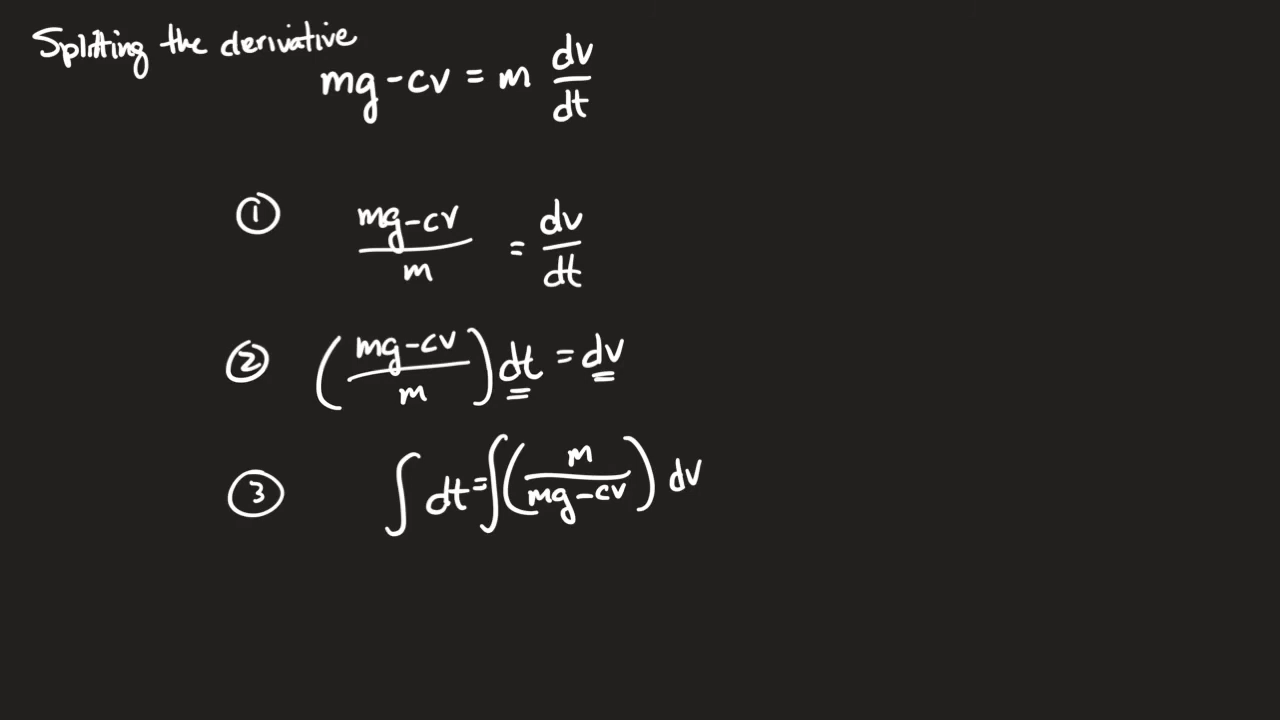 Splitting the derivative
mg - cv = m dv/dt
① (mg - cv)/m = dv/dt
② ((mg - cv)/m) dt = dv
③ ∫ dt = ∫ (m/(mg - cv)) dv